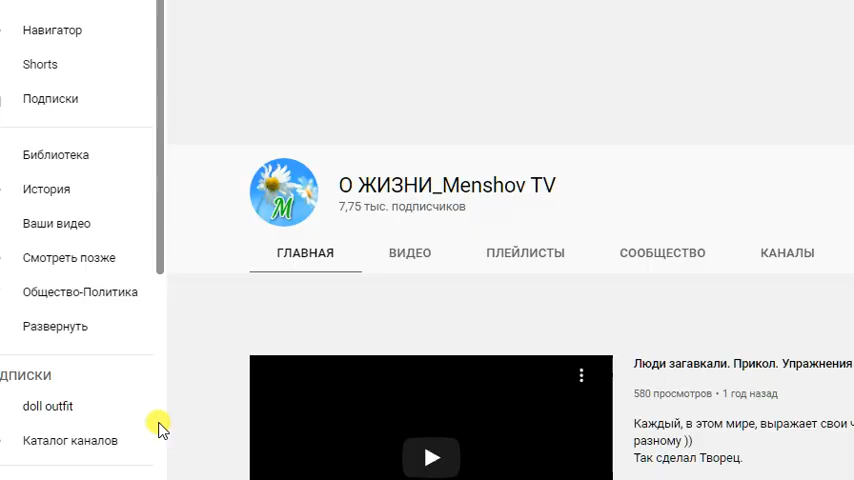 Навигатор
Shorts
Подписки
Библиотека
История
Ваши видео
Смотреть позже
Общество-Политика
Развернуть
ДПИСКИ
doll outfit
Каталог каналов
M
О ЖИЗНИ_Menshov TV
7,75 тыс. подписчиков
ГЛАВНАЯ
ВИДЕО
ПЛЕЙЛИСТЫ
СООБЩЕСТВО
КАНАЛЫ
Люди загавкали. Прикол. Упражнения
580 просмотров • 1 год назад
Каждый, в этом мире, выражает свои ч
разному ))
Так сделал Творец.